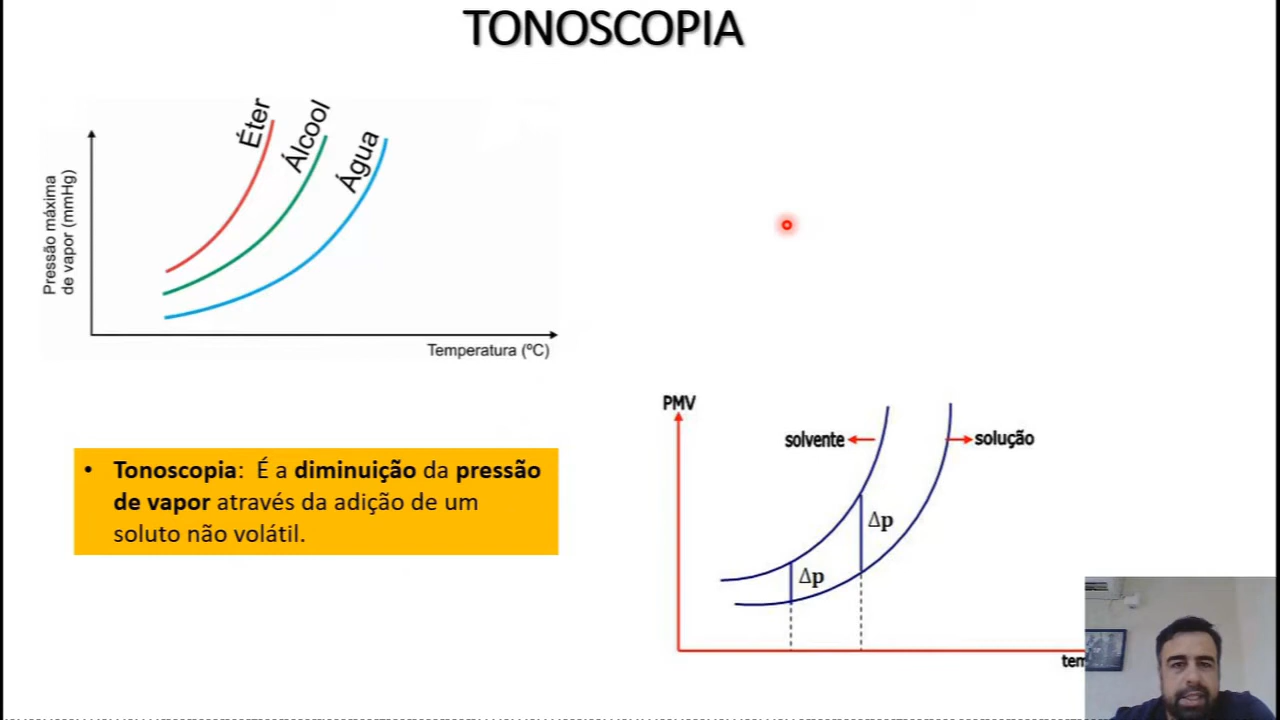 TONOSCOPIA
Éter
Álcool
Água
Pressão máxima
de vapor (mmHg)
Temperatura (ºC)
• Tonoscopia: É a diminuição da pressão
de vapor através da adição de um
soluto não volátil.
PMV
solvente
solução
Δp
Δp
tem